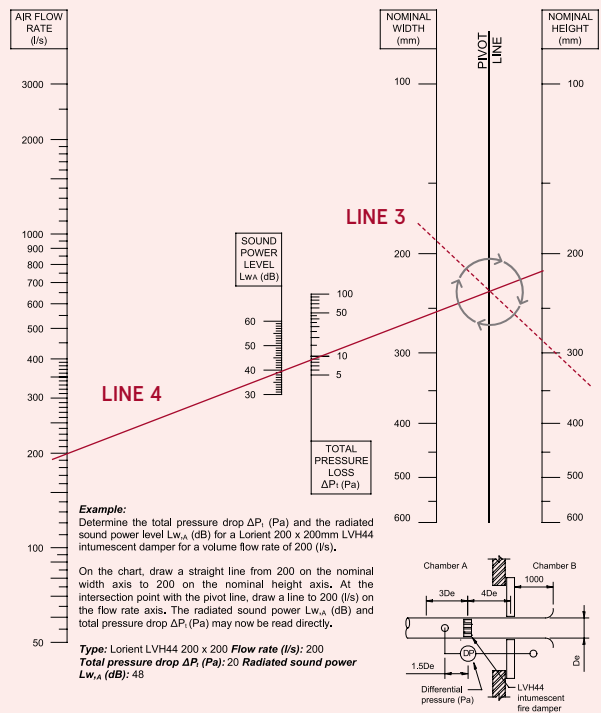 AIR FLOW
RATE
(l/s)
NOMINAL
WIDTH
(mm)
PIVOT
LINE
NOMINAL
HEIGHT
(mm)
3000
2000
1000
900
800
700
600
500
400
300
200
100
50
100
200
300
400
500
600
100
200
300
400
500
600
LINE 3
LINE 4
SOUND
POWER
LEVEL
LwA (dB)
60
50
40
30
100
50
10
5
TOTAL
PRESSURE
LOSS
ΔPt (Pa)
Example:
Determine the total pressure drop ΔPt (Pa) and the radiated
sound power level Lw,A (dB) for a Lorient 200 x 200mm LVH44
intumescent damper for a volume flow rate of 200 (l/s).
On the chart, draw a straight line from 200 on the nominal
width axis to 200 on the nominal height axis. At the
intersection point with the pivot line, draw a line to 200 (l/s) on
the flow rate axis. The radiated sound power Lw,A (dB) and
total pressure drop ΔPt (Pa) may now be read directly.
Type: Lorient LVH44 200 x 200 Flow rate (l/s): 200
Total pressure drop ΔPt (Pa): 20 Radiated sound power
Lw,A (dB): 48
Chamber A
Chamber B
3De
4De
1000
De
DP
1.5De
Differential
pressure (Pa)
LVH44
intumescent
fire damper